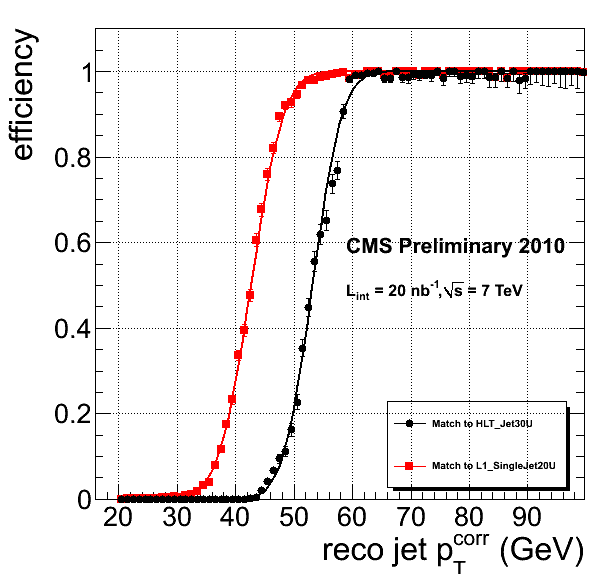 efficiency
1
0.8
0.6
0.4
0.2
0
CMS Preliminary 2010
L_int = 20 nb^-1, √s = 7 TeV
Match to HLT_Jet30U
Match to L1_SingleJet20U
20 30 40 50 60 70 80 90
reco jet p_T^corr (GeV)